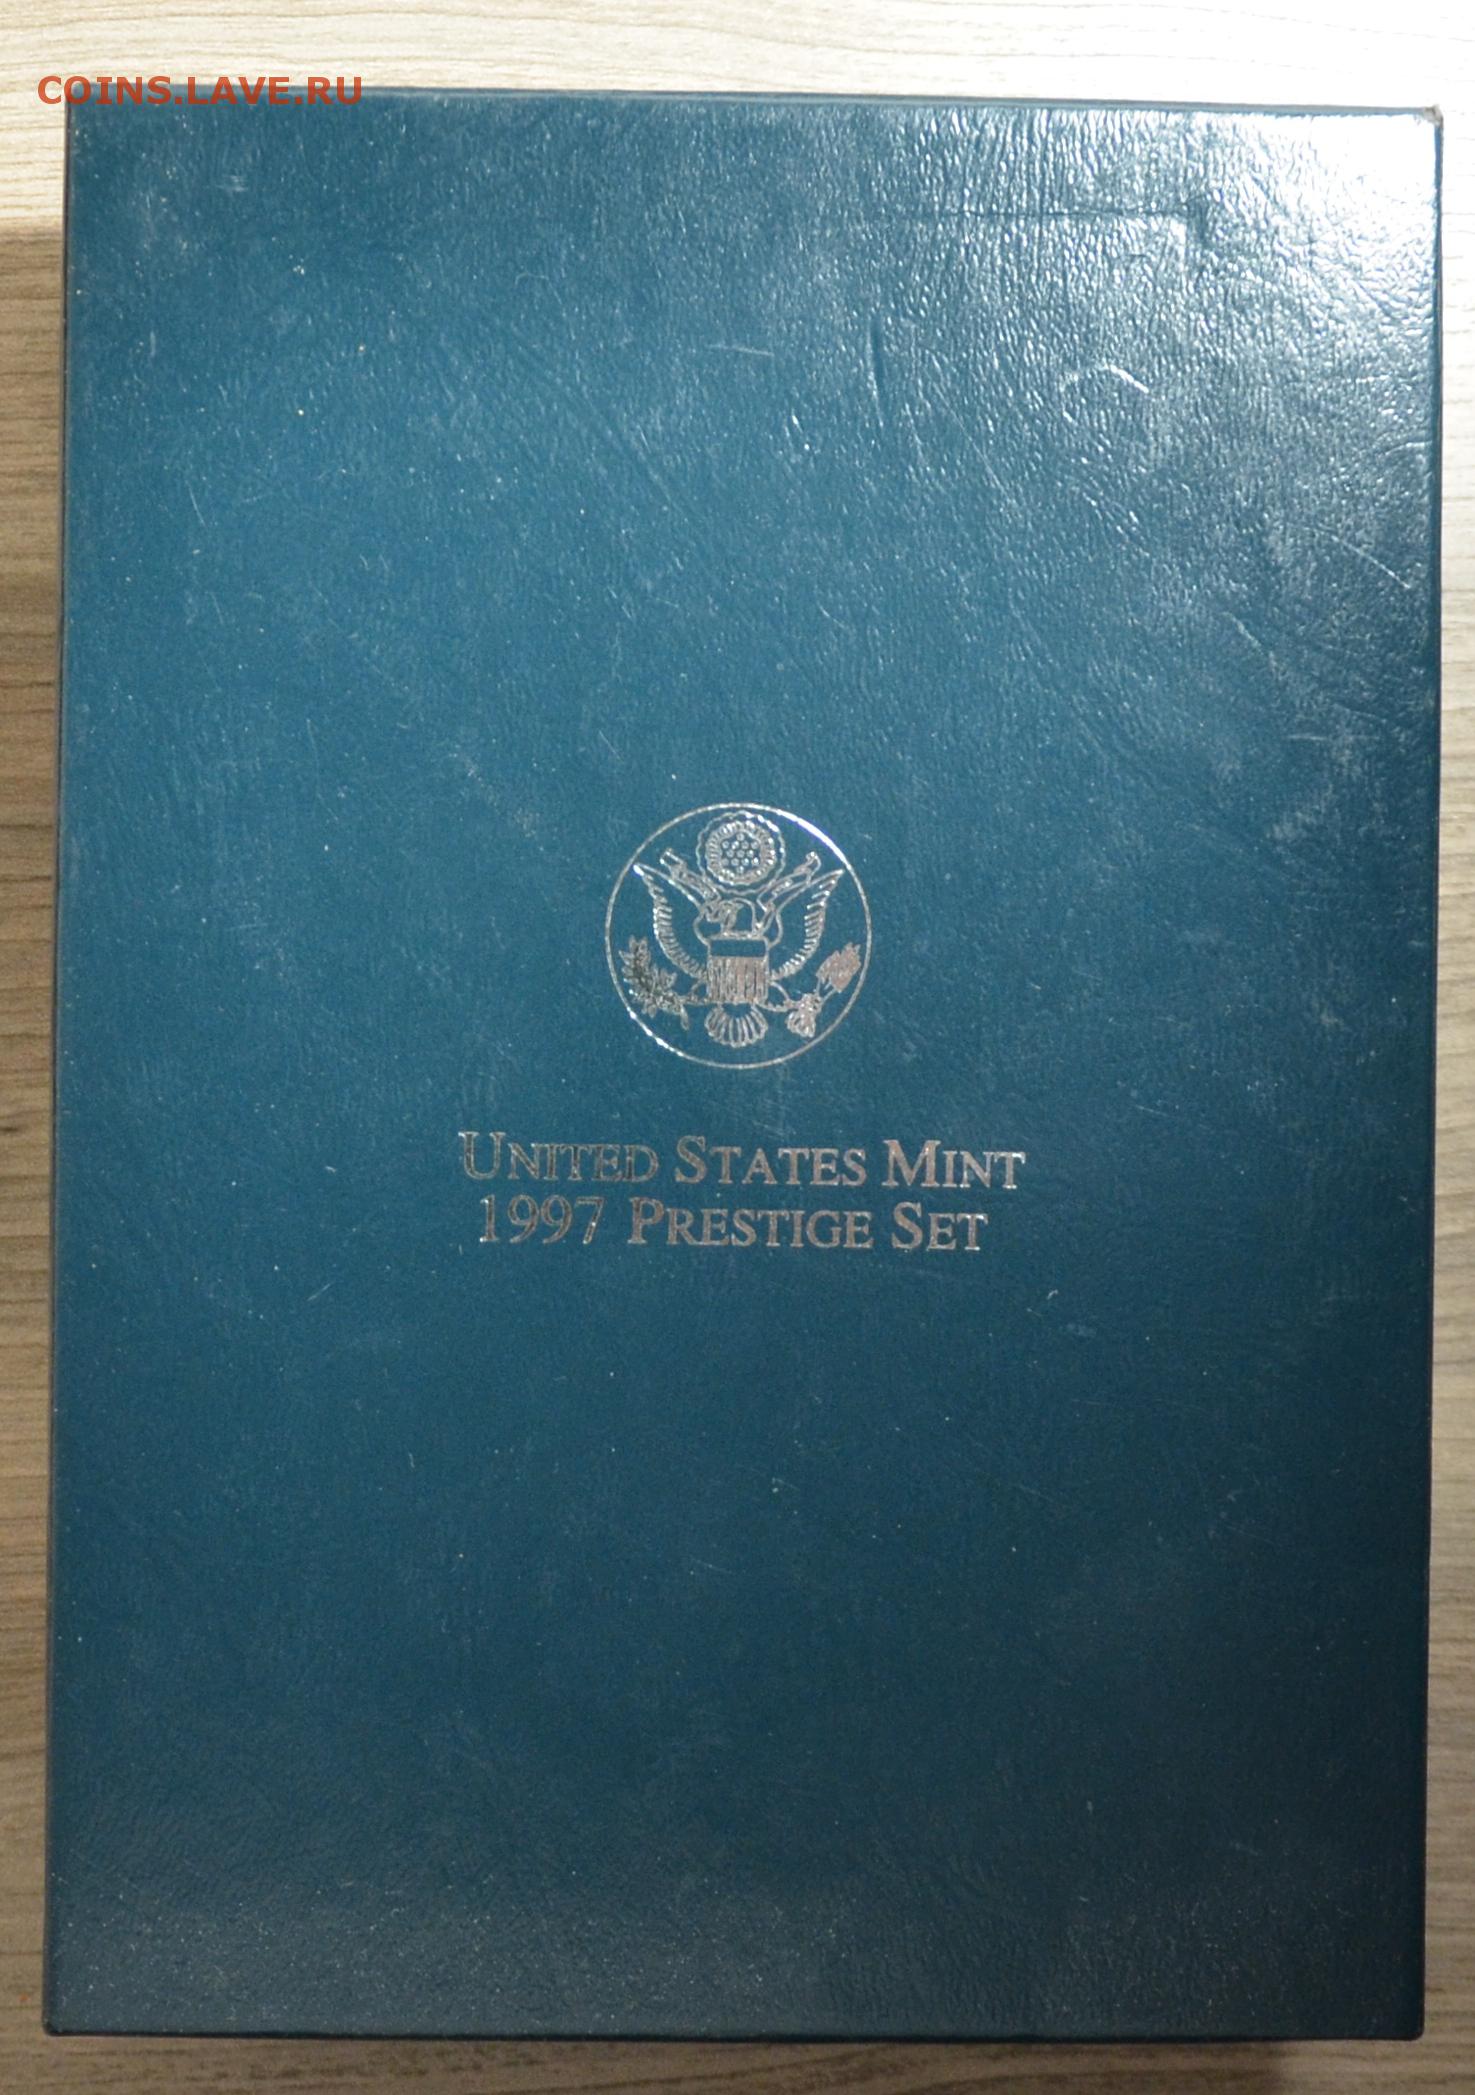 COINS.LAVE.RU
UNITED STATES MINT
1997 PRESTIGE SET